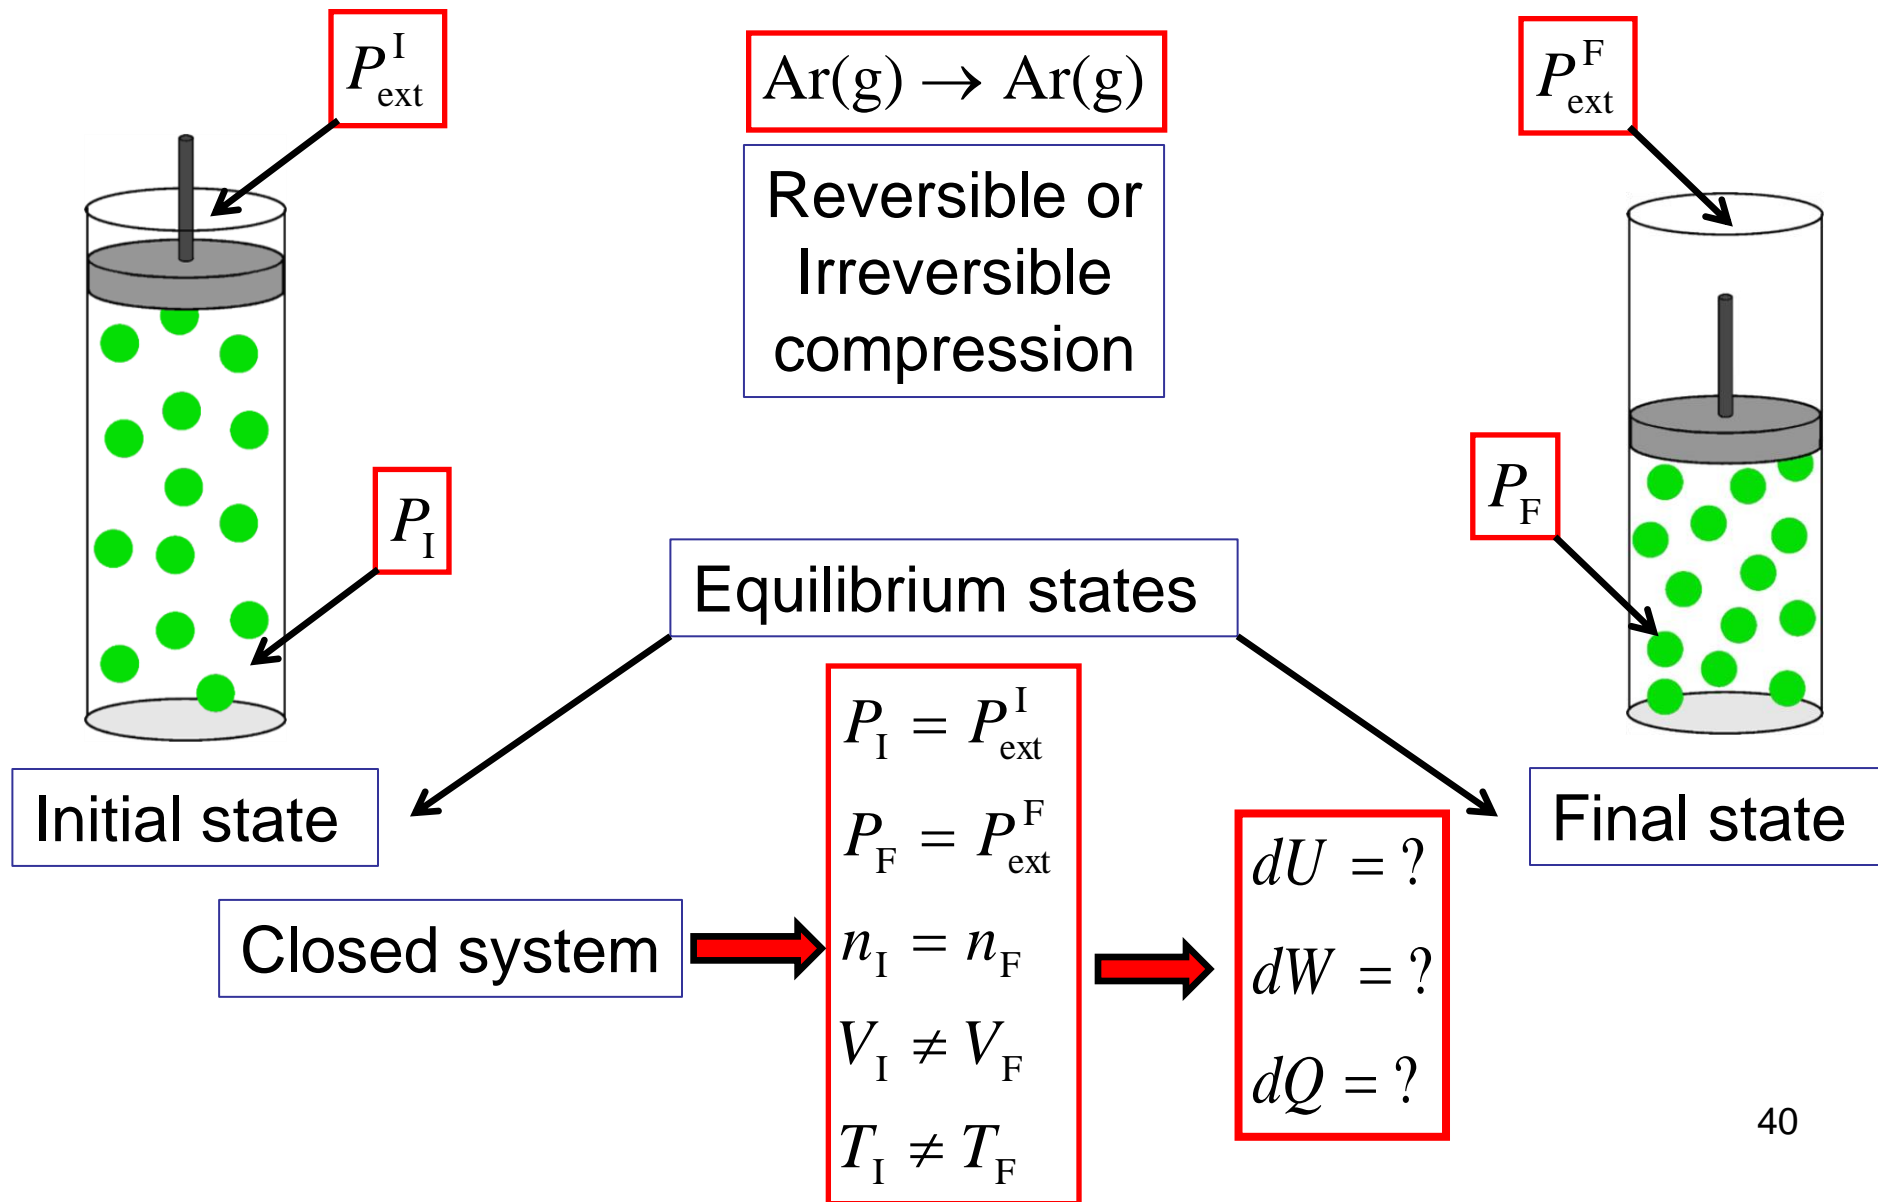 P_ext^I
Ar(g) → Ar(g)
P_ext^F
Reversible or
Irreversible
compression
P_I
P_F
Equilibrium states
Initial state
Final state
Closed system
P_I = P_ext^I
P_F = P_ext^F
n_I = n_F
V_I ≠ V_F
T_I ≠ T_F
dU = ?
dW = ?
dQ = ?
40